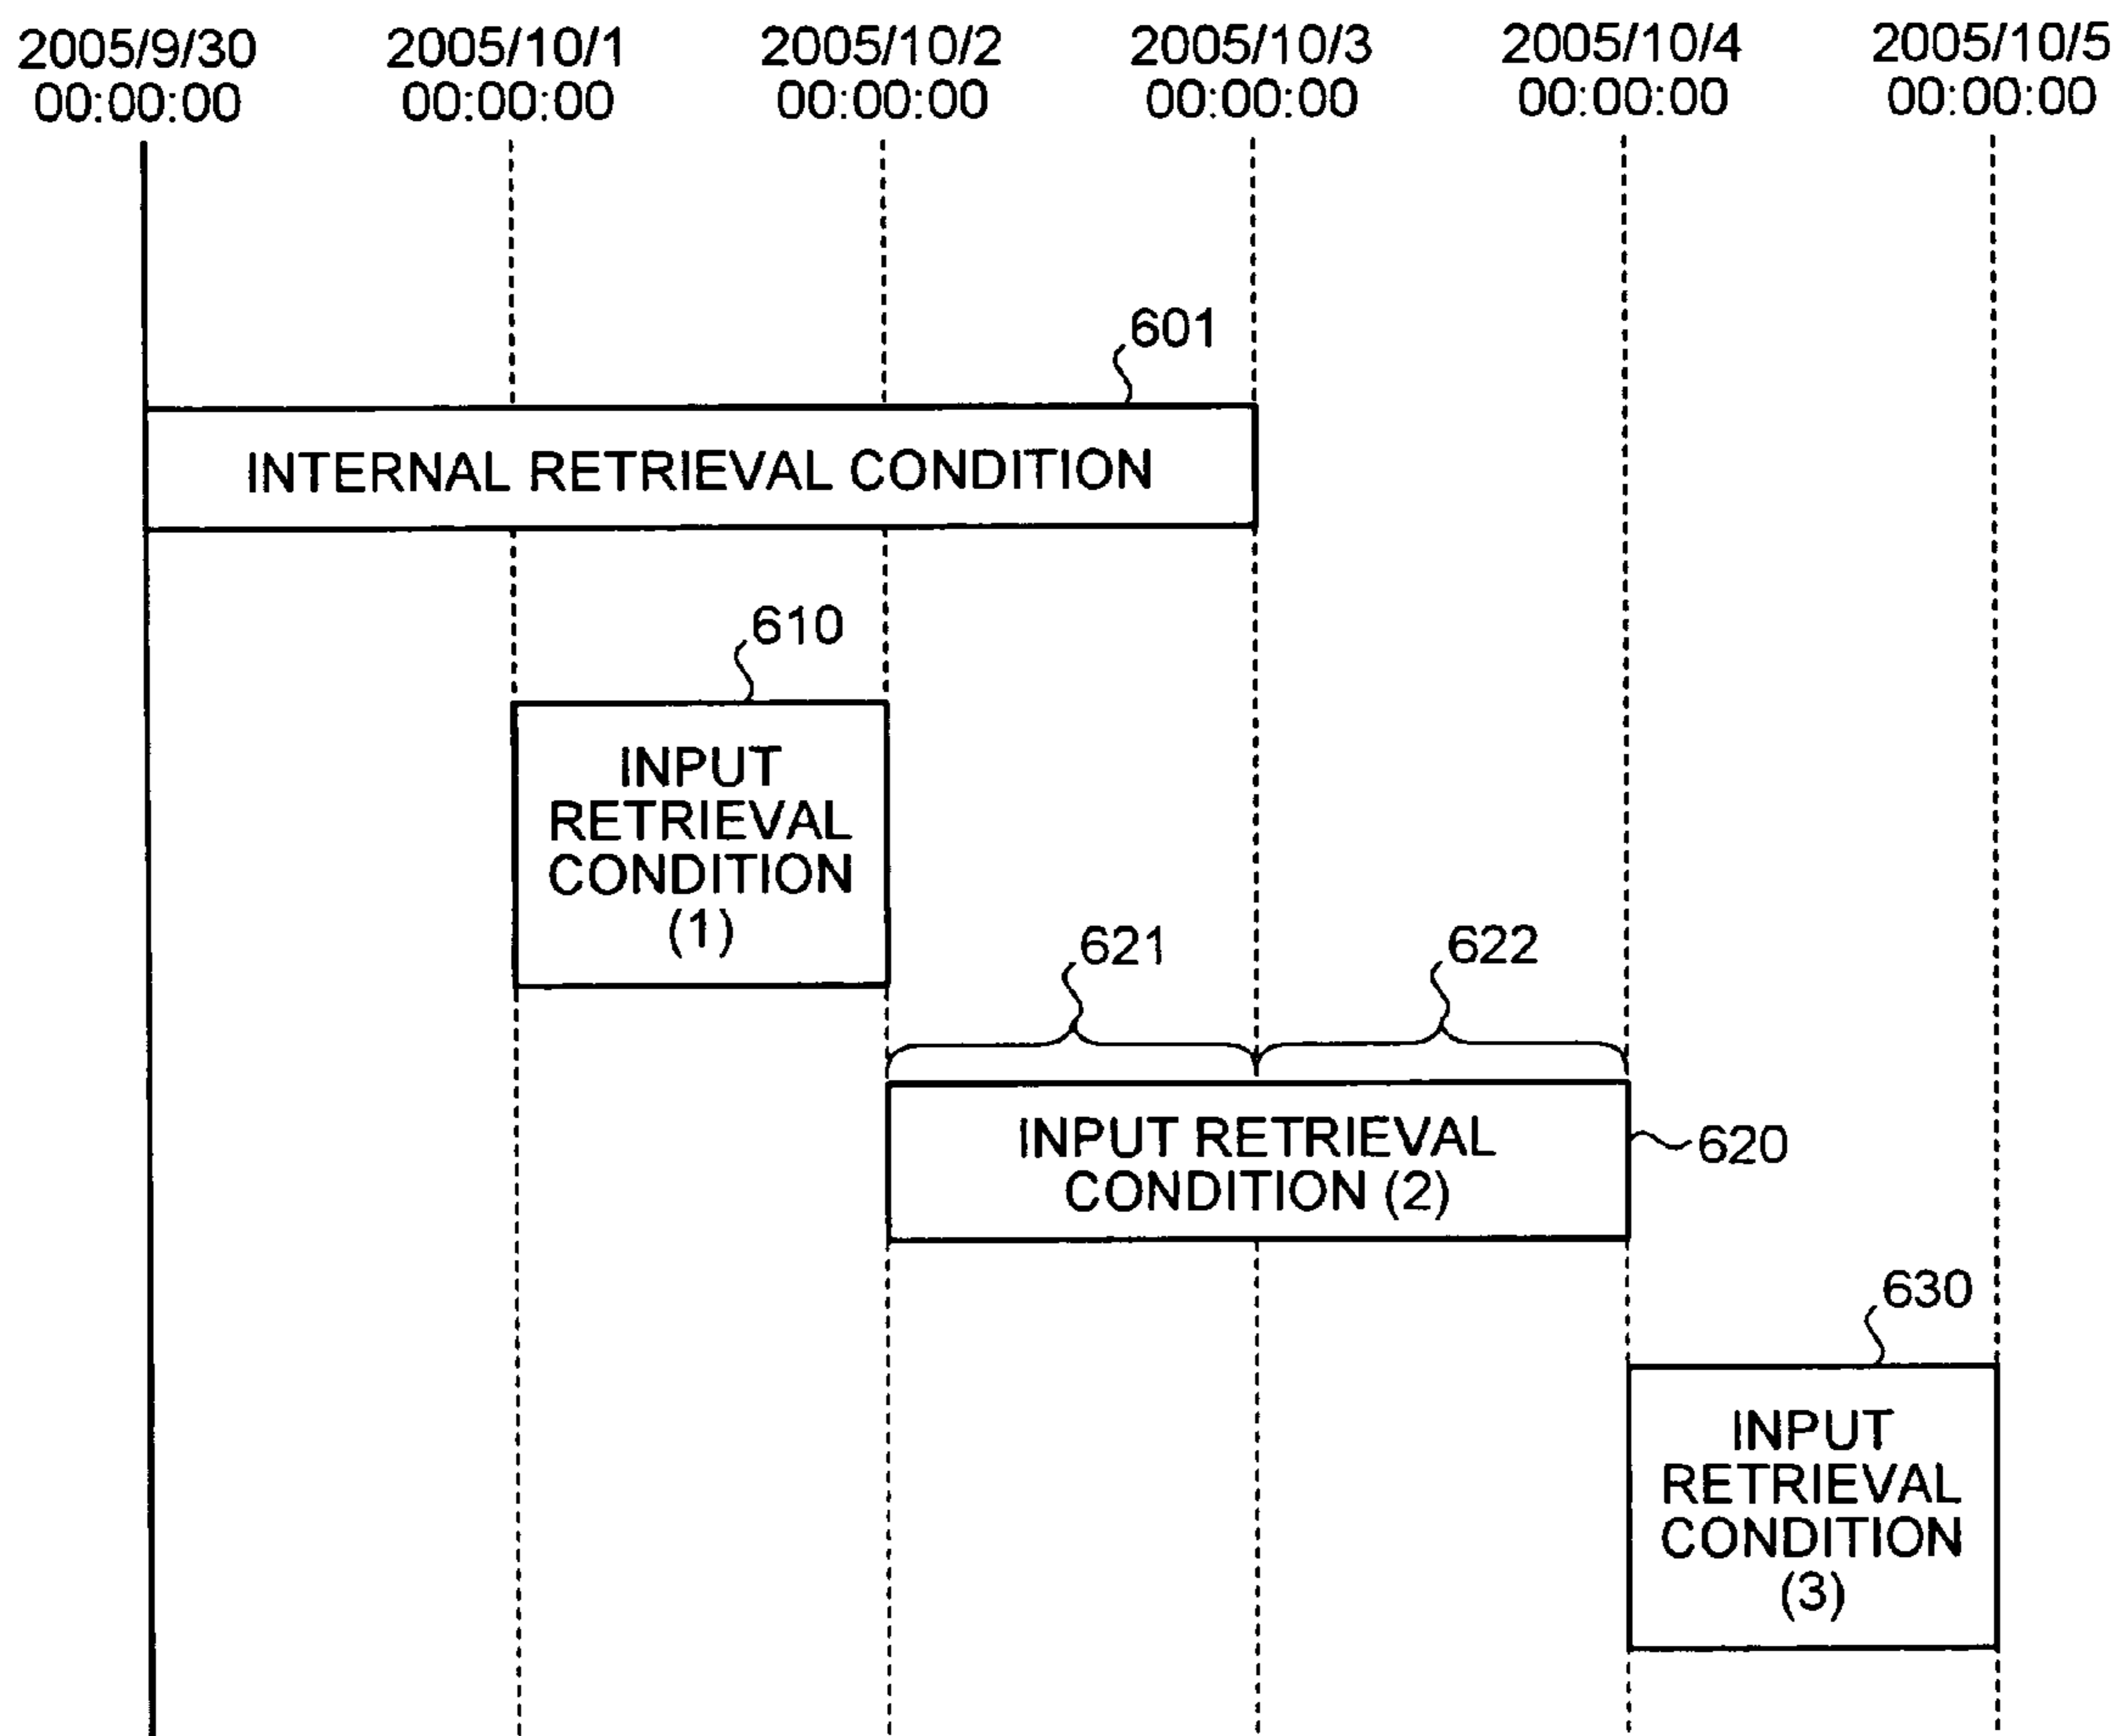 2005/9/30 2005/10/1 2005/10/2 2005/10/3 2005/10/4 2005/10/5
00:00:00 00:00:00 00:00:00 00:00:00 00:00:00 00:00:00
601
INTERNAL RETRIEVAL CONDITION
610
INPUT
RETRIEVAL
CONDITION
(1)
621 622
INPUT RETRIEVAL
CONDITION (2)
620
630
INPUT
RETRIEVAL
CONDITION
(3)